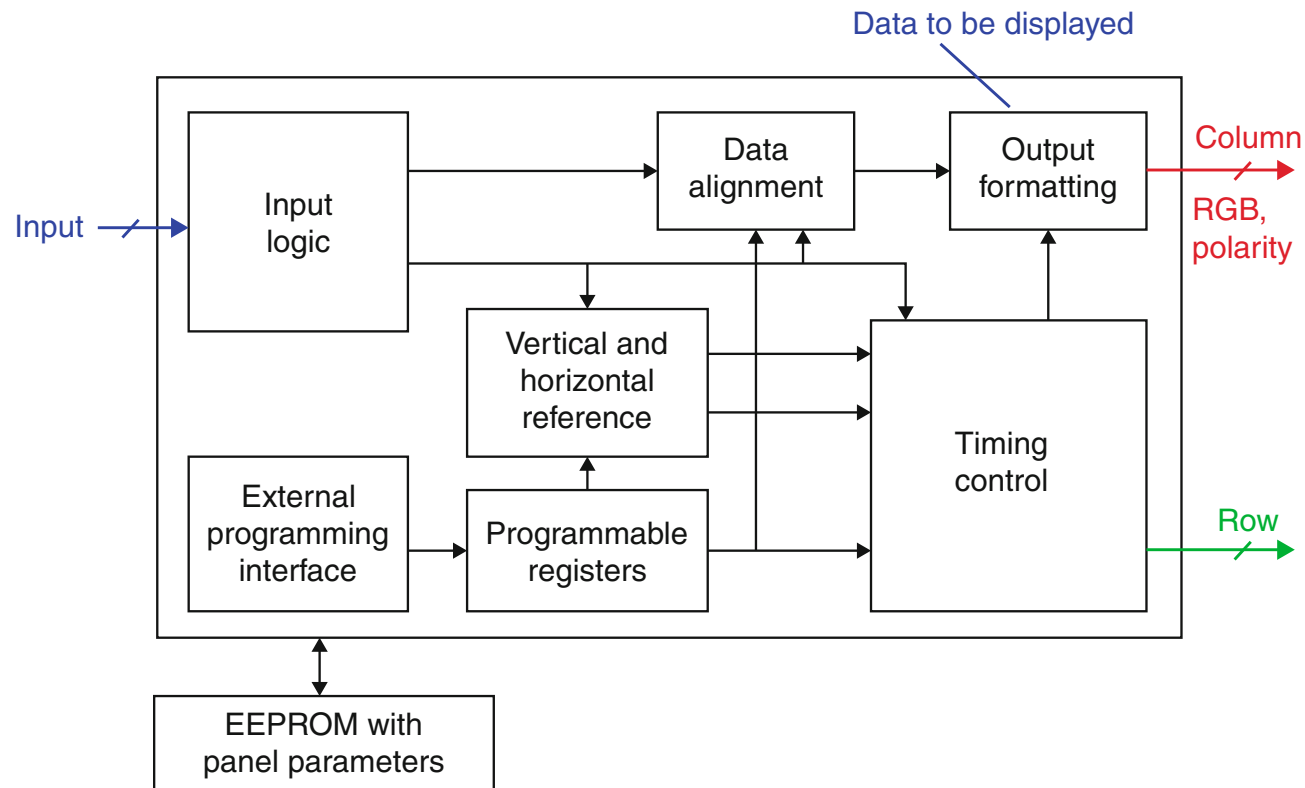 Data to be displayed
Input
Input
logic
Data
alignment
Output
formatting
Column
RGB,
polarity
Vertical and
horizontal
reference
Timing
control
External
programming
interface
Programmable
registers
Row
EEPROM with
panel parameters